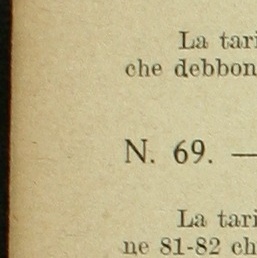 La tari
che debbon
N. 69. —
La tari
ne 81-82 ch